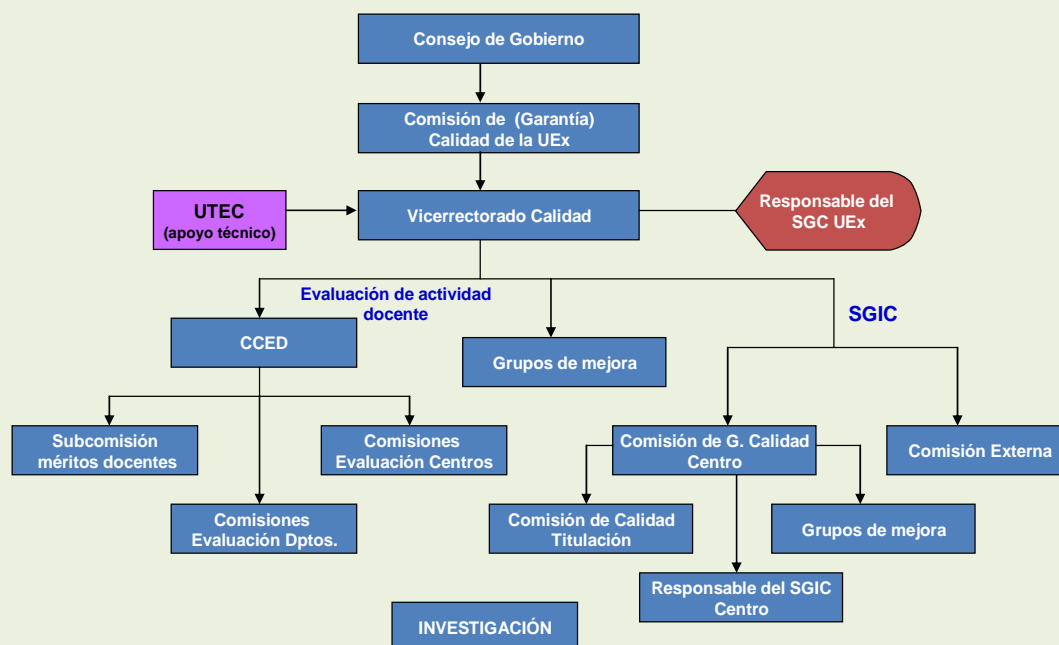 Consejo de Gobierno
Comisión de (Garantía)
Calidad de la UEx
UTEC
(apoyo técnico)
Vicerrectorado Calidad
Responsable del
SGC UEx
Evaluación de actividad
docente
SGIC
CCED
Grupos de mejora
Subcomisión
méritos docentes
Comisiones
Evaluación Centros
Comisión de G. Calidad
Centro
Comisión Externa
Comisiones
Evaluación Dptos.
Comisión de Calidad
Titulación
Grupos de mejora
Responsable del SGIC
Centro
INVESTIGACIÓN